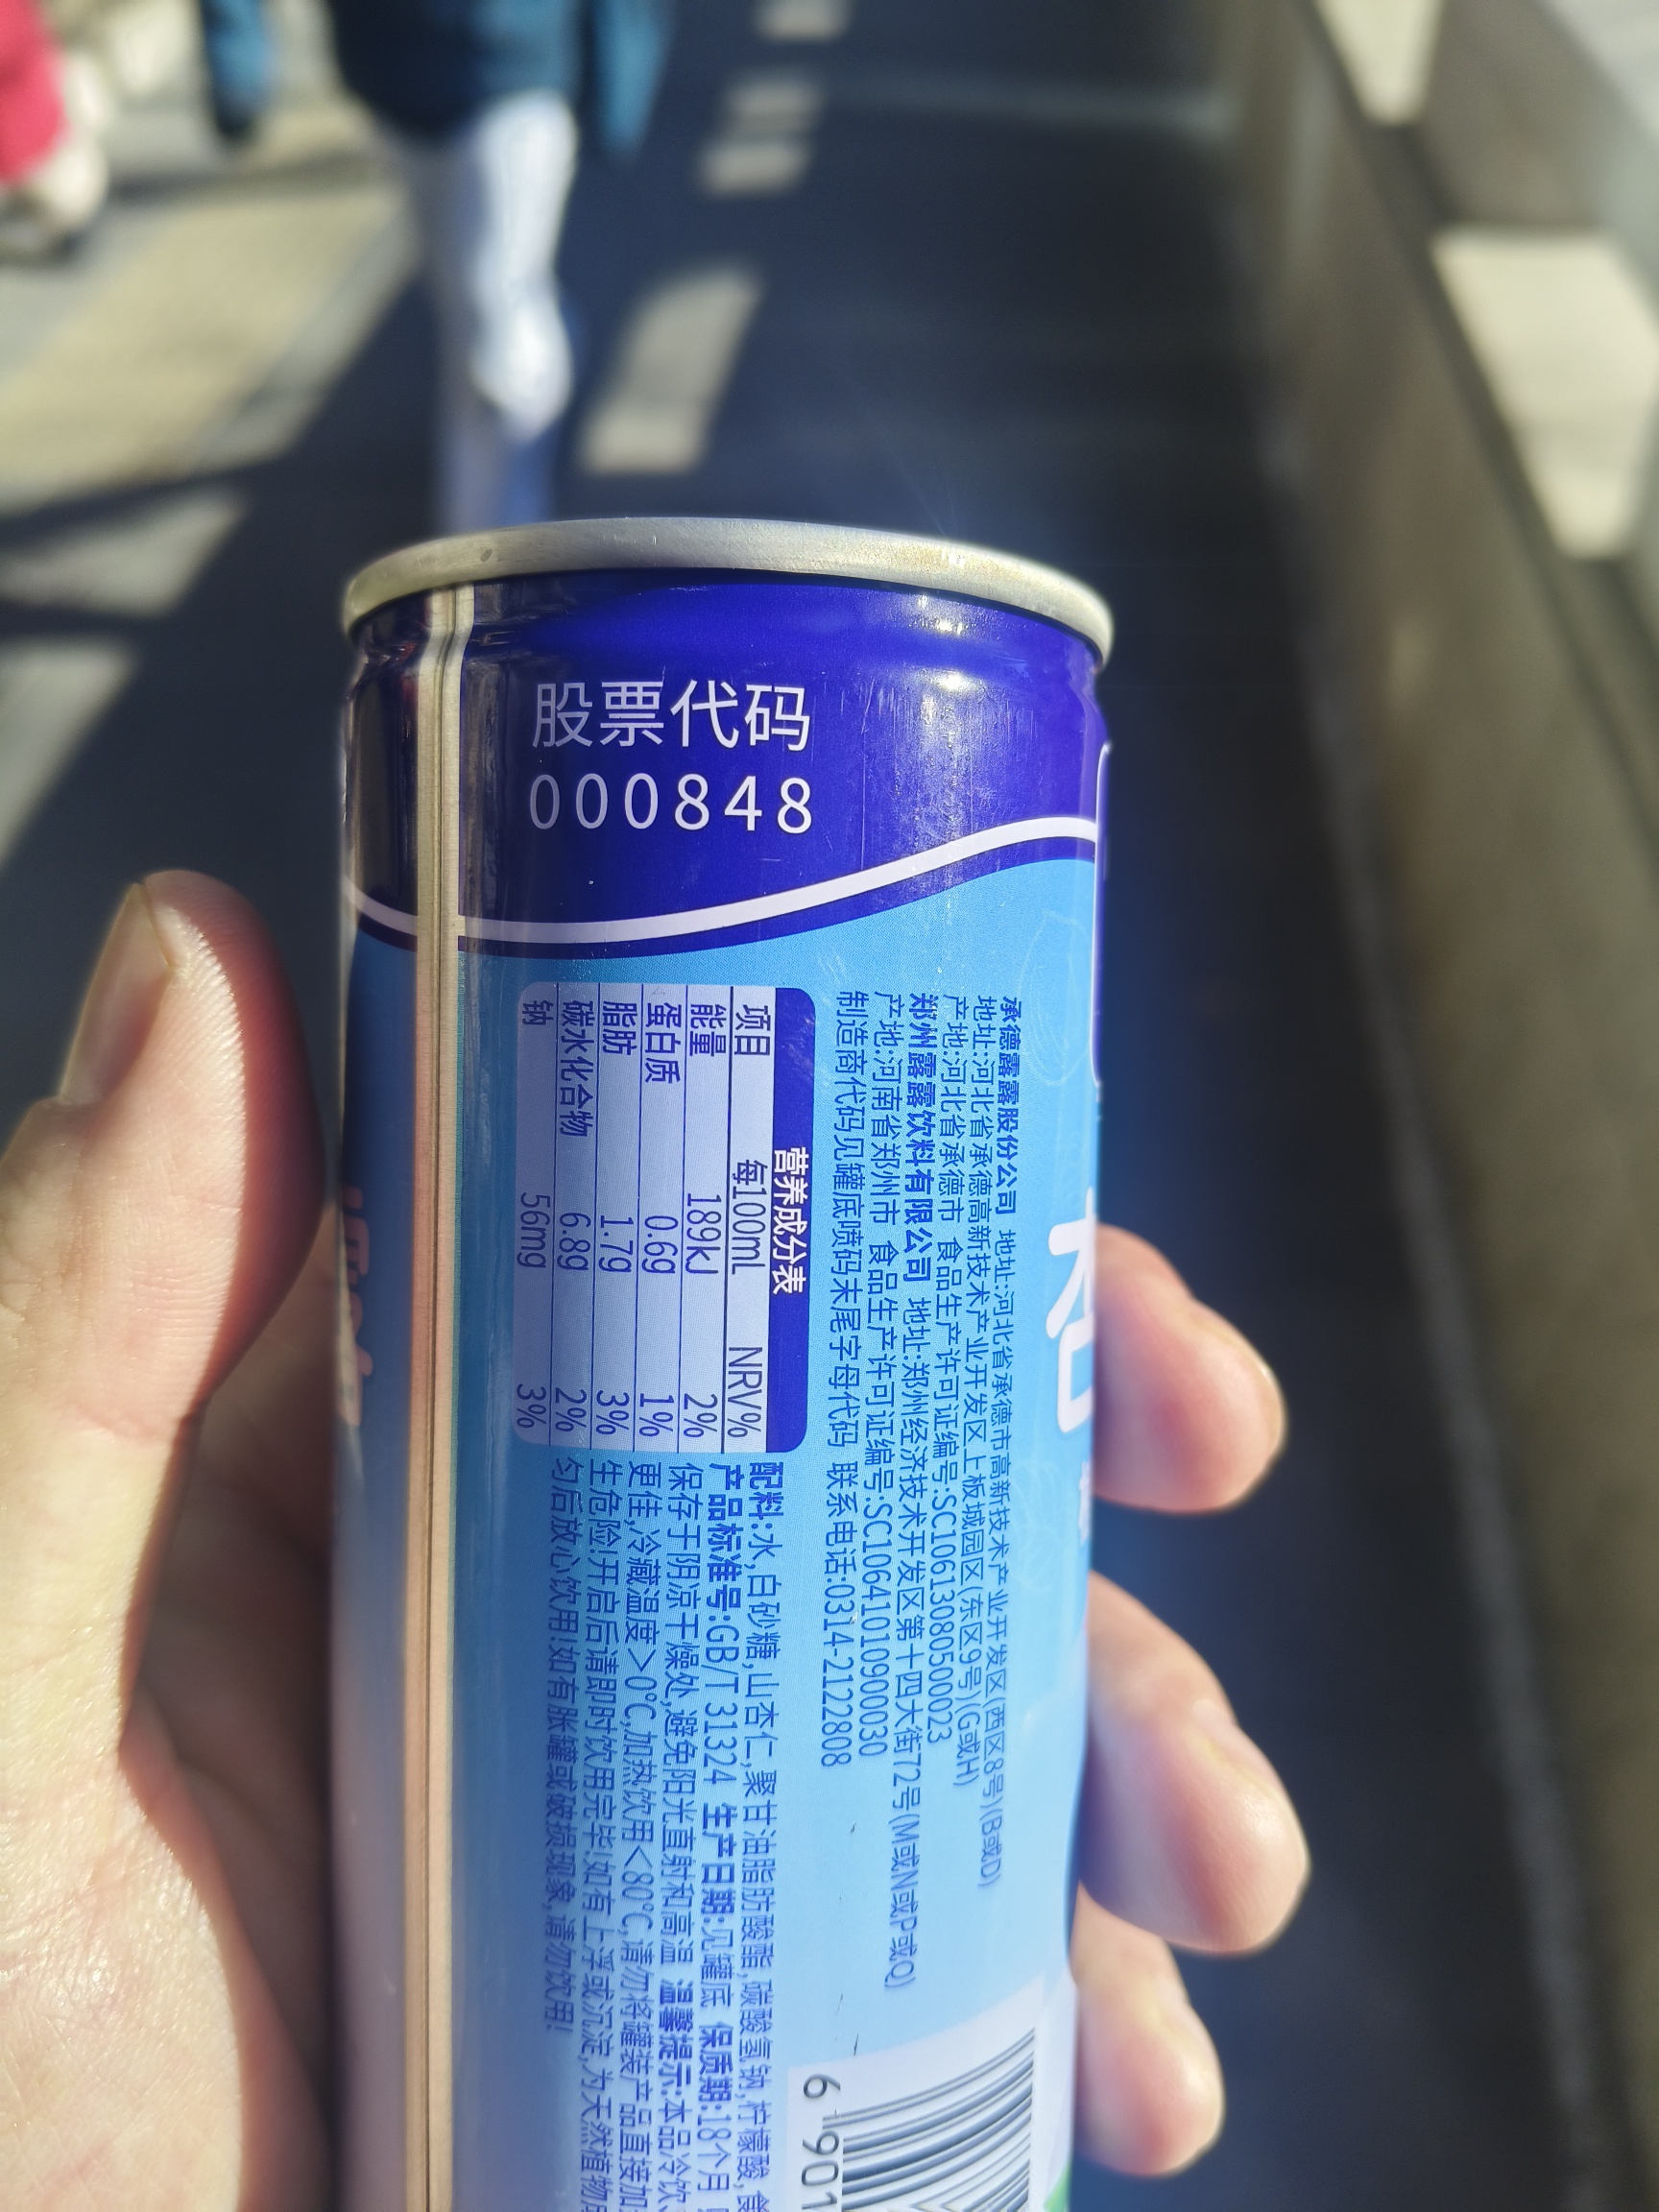 股票代码
000848
承德露露股份公司 地址:河北省承德市高新技术产业开发区(西区8号)(B或D)
地址:河北省承德高新技术产业开发区上板城园区(东区9号)(G或H)
产地:河北省承德市 食品生产许可证编号:SC10613080500023
郑州露露饮料有限公司 地址:郑州经济技术开发区第十四大街72号(M或N或P或Q)
产地:河南省郑州市 食品生产许可证编号:SC10641010900030
制造商代码见罐底喷码末尾字母代码 联系电话:0314-2122808
营养成分表
项目 每100mL NRV%
能量 189kJ 2%
蛋白质 0.6g 1%
脂肪 1.7g 3%
碳水化合物 6.8g 2%
钠 56mg 3%
配料:水,白砂糖,山杏仁,聚甘油脂肪酸酯,碳酸氢钠,柠檬酸,食
产品标准号:GB/T 31324 生产日期:见罐底 保质期:18个月
保存于阴凉干燥处,避免阳光直射和高温 温馨提示:本品冷饮、
更佳,冷藏温度>0℃,加热饮用<80℃,请勿将罐装产品直接加
生危险!开启后请即时饮用完毕!如有上浮或沉淀,为天然植物
匀后放心饮用!如有胀罐或破损现象,请勿饮用!
6 901